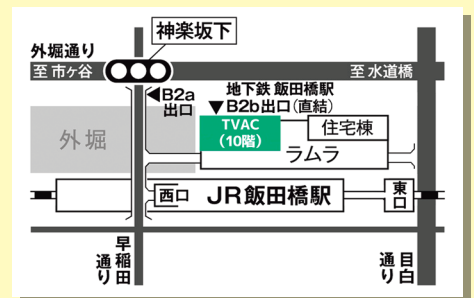 神楽坂下
外堀通り
至市ヶ谷
至水道橋
◀B2a
出口
地下鉄 飯田橋駅
▼B2b出口(直結)
TVAC
(10階)
住宅棟
外堀
ラムラ
西口
JR飯田橋駅
東口
早稲田通り
目白通り